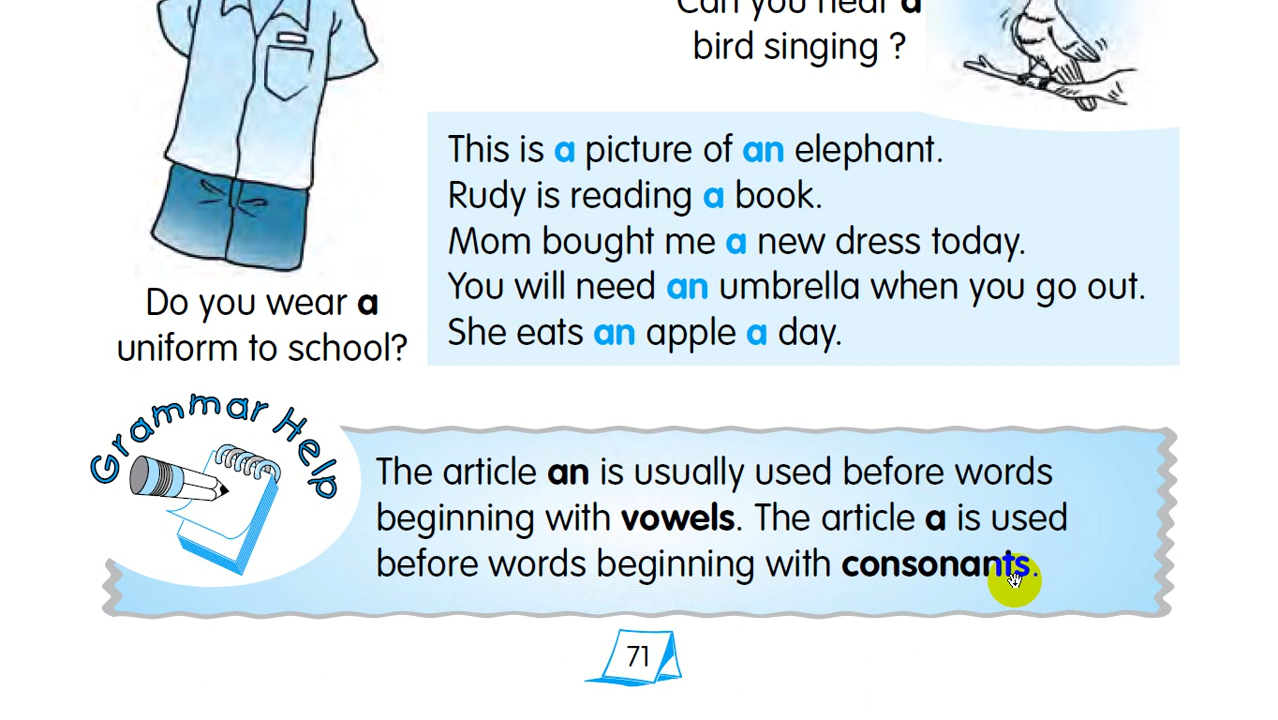 Can you hear a
bird singing ?
This is a picture of an elephant.
Rudy is reading a book.
Mom bought me a new dress today.
You will need an umbrella when you go out.
She eats an apple a day.
Do you wear a
uniform to school?
Grammar Help
The article an is usually used before words
beginning with vowels. The article a is used
before words beginning with consonants.
71